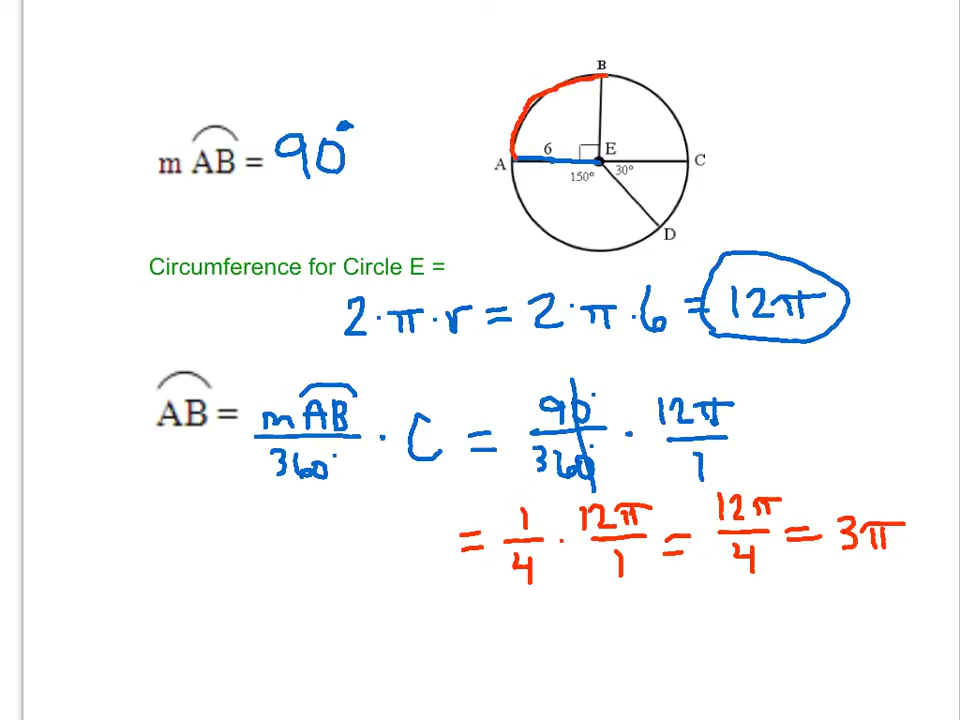 B
m AB = 90°
6
E
A
C
150°
30°
D
Circumference for Circle E =
2·π·r = 2·π·6 = 12π
AB = mAB/360° · C = 90°/360° · 12π/1
= 1/4 · 12π/1 = 12π/4 = 3π